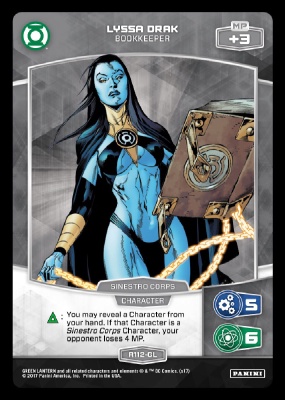 LYSSA DRAK
BOOKKEEPER
MP
+3
SINESTRO CORPS
CHARACTER
: You may reveal a Character from
your hand. If that Character is a
Sinestro Corps Character, your
opponent loses 4 MP.
5
6
A112-GL
GREEN LANTERN and all related characters and elements © & ™ DC Comics. (s17)
© 2017 Panini America, Inc. Printed in the USA.
PANINI